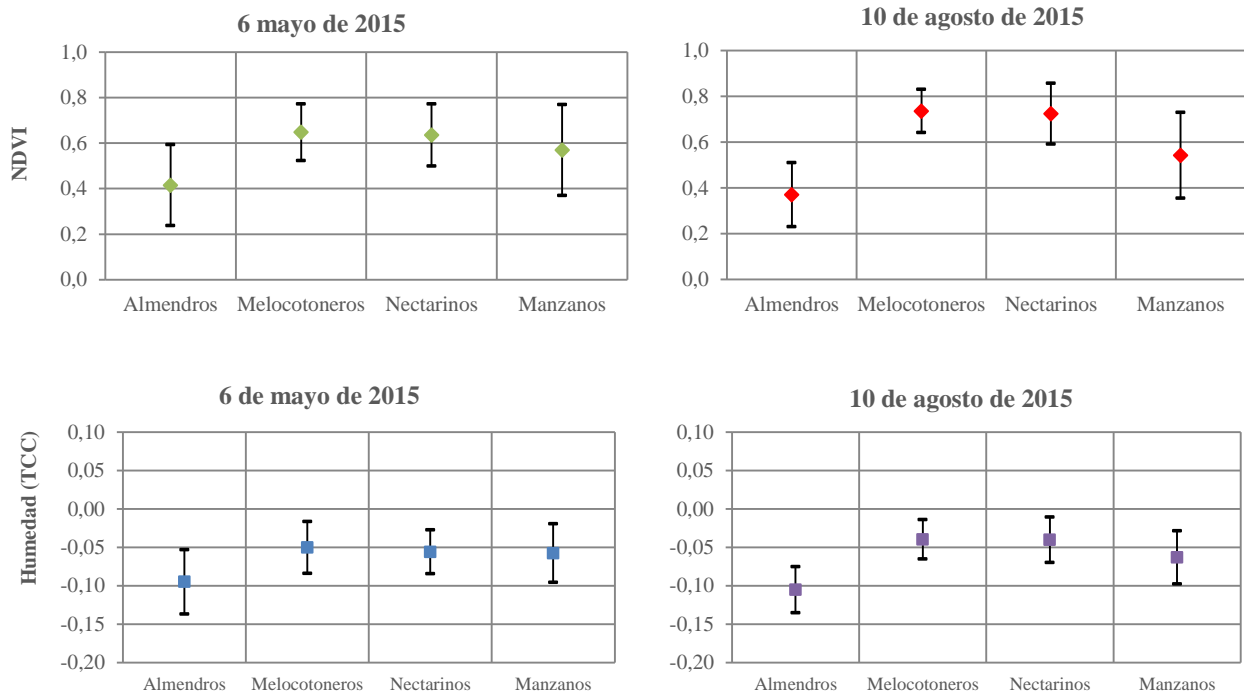 6 mayo de 2015
NDVI
1,0
0,8
0,6
0,4
0,2
0,0
Almendros Melocotoneros Nectarinos Manzanos
10 de agosto de 2015
1,0
0,8
0,6
0,4
0,2
0,0
Almendros Melocotoneros Nectarinos Manzanos
6 de mayo de 2015
Humedad (TCC)
0,10
0,05
0,00
-0,05
-0,10
-0,15
-0,20
Almendros Melocotoneros Nectarinos Manzanos
10 de agosto de 2015
0,10
0,05
0,00
-0,05
-0,10
-0,15
-0,20
Almendros Melocotoneros Nectarinos Manzanos